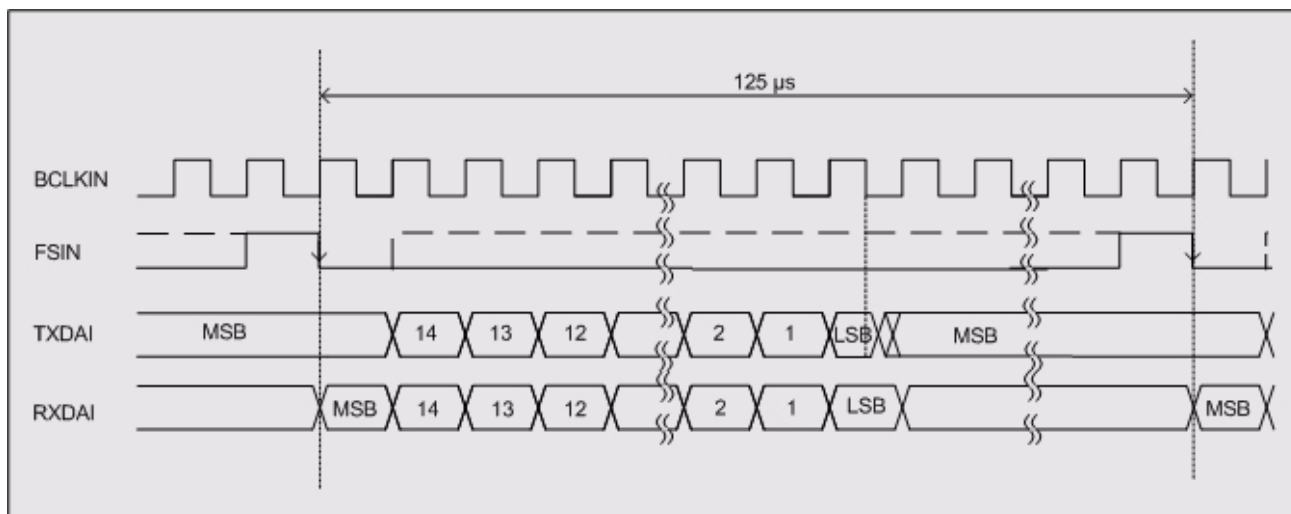 125 µs
BCLKIN
FSIN
TXDAI MSB 14 13 12 2 1 LSB MSB
RXDAI MSB 14 13 12 2 1 LSB MSB